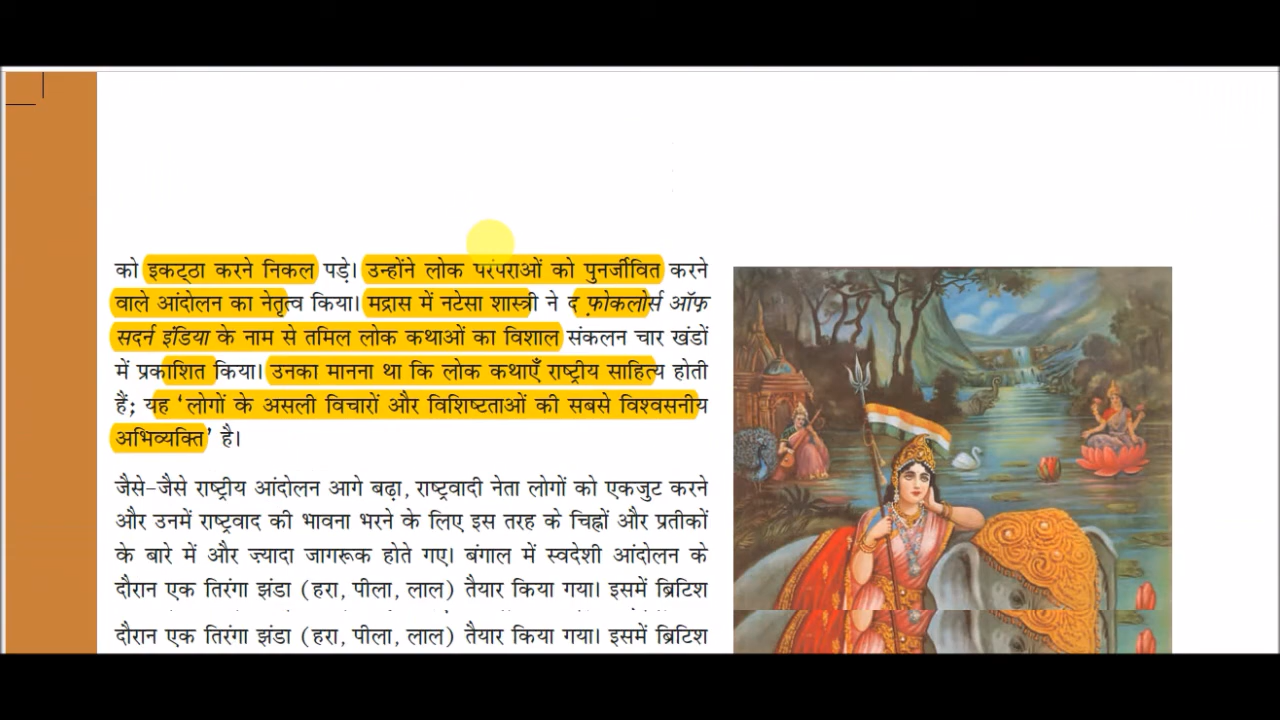 को इकट्ठा करने निकल पड़े। उन्होंने लोक परंपराओं को पुनर्जीवित करने
वाले आंदोलन का नेतृत्व किया। मद्रास में नटेसा शास्त्री ने द फ़ोकलोर्स ऑफ़
सदर्न इंडिया के नाम से तमिल लोक कथाओं का विशाल संकलन चार खंडों
में प्रकाशित किया। उनका मानना था कि लोक कथाएँ राष्ट्रीय साहित्य होती
हैं; यह ‘लोगों के असली विचारों और विशिष्टताओं की सबसे विश्वसनीय
अभिव्यक्ति’ है।
जैसे-जैसे राष्ट्रीय आंदोलन आगे बढ़ा, राष्ट्रवादी नेता लोगों को एकजुट करने
और उनमें राष्ट्रवाद की भावना भरने के लिए इस तरह के चिह्नों और प्रतीकों
के बारे में और ज़्यादा जागरूक होते गए। बंगाल में स्वदेशी आंदोलन के
दौरान एक तिरंगा झंडा (हरा, पीला, लाल) तैयार किया गया। इसमें ब्रिटिश
दौरान एक तिरंगा झंडा (हरा, पीला, लाल) तैयार किया गया। इसमें ब्रिटिश